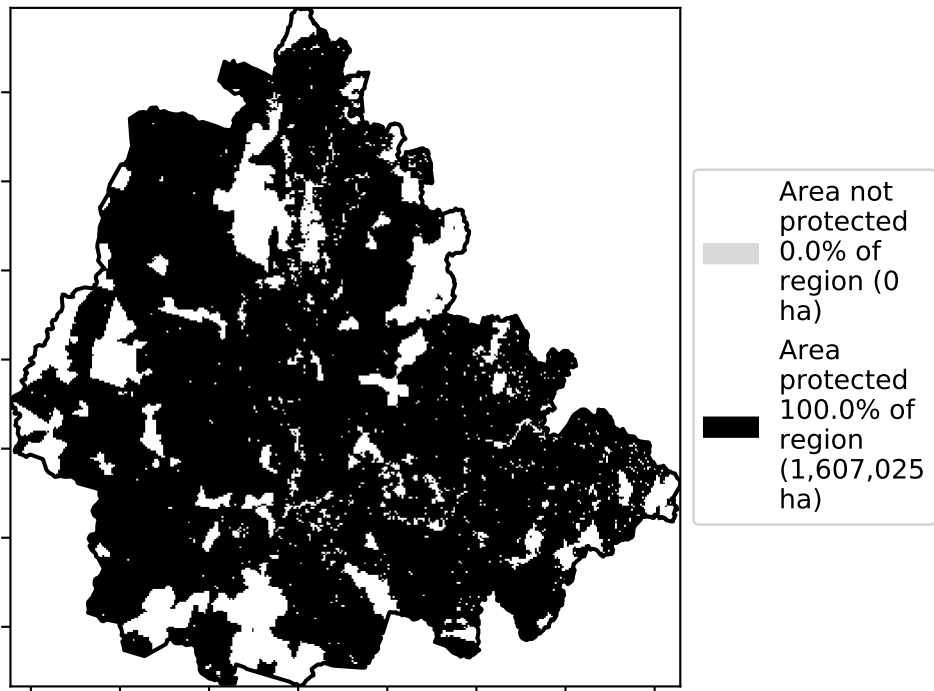 Area not
protected
0.0% of
region (0
ha)
Area
protected
100.0% of
region
(1,607,025
ha)